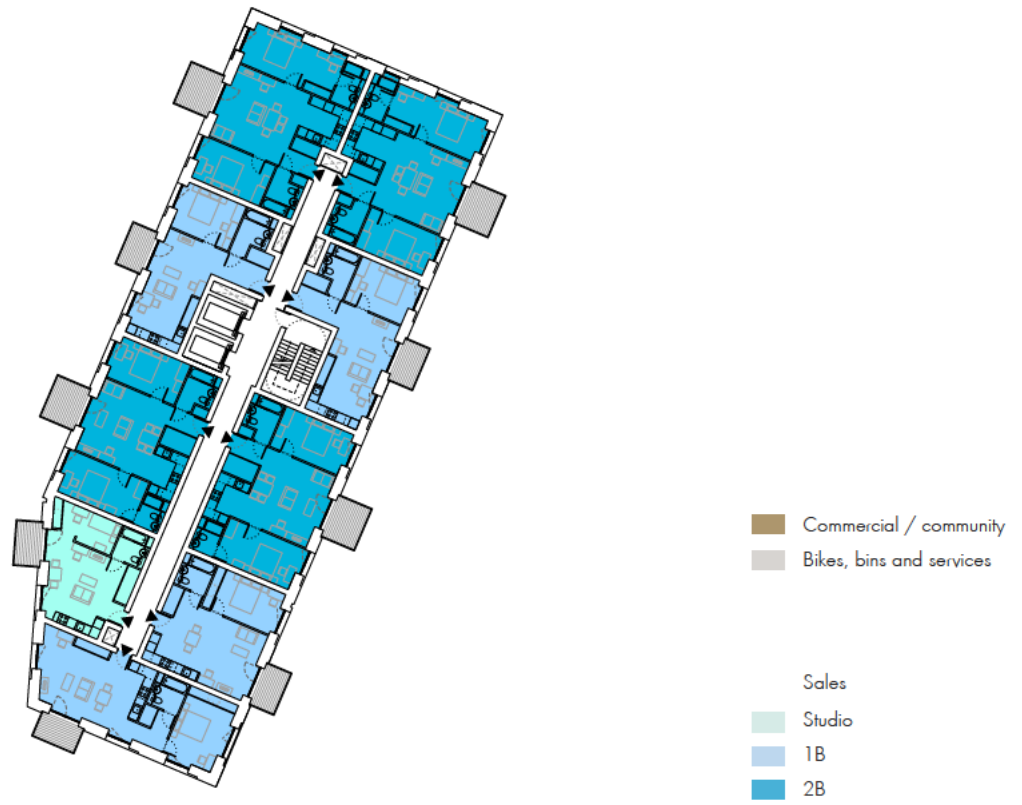 Commercial / community
Bikes, bins and services
Sales
Studio
1B
2B